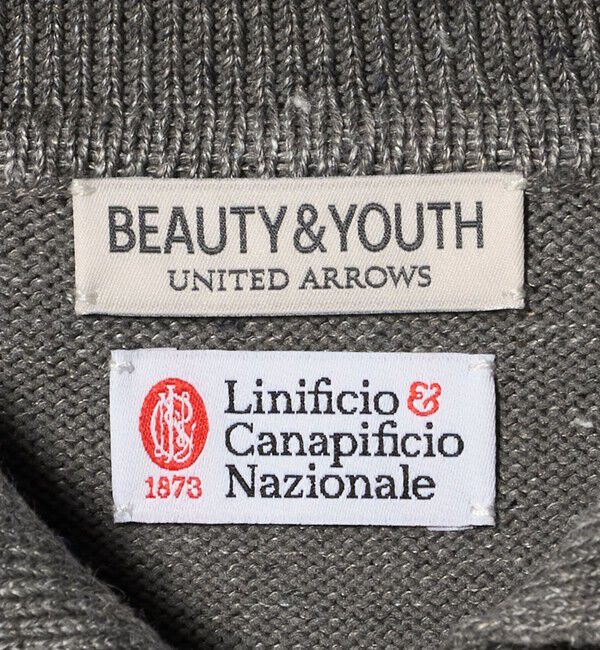 BEAUTY&YOUTH
UNITED ARROWS
Linificio &
Canapificio
Nazionale
1873